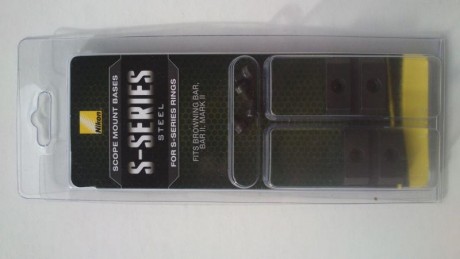 Nikon
SCOPE MOUNT BASES
S-SERIES
STEEL
FOR S-SERIES RINGS
FITS BROWNING BAR,
BAR II, MARK II